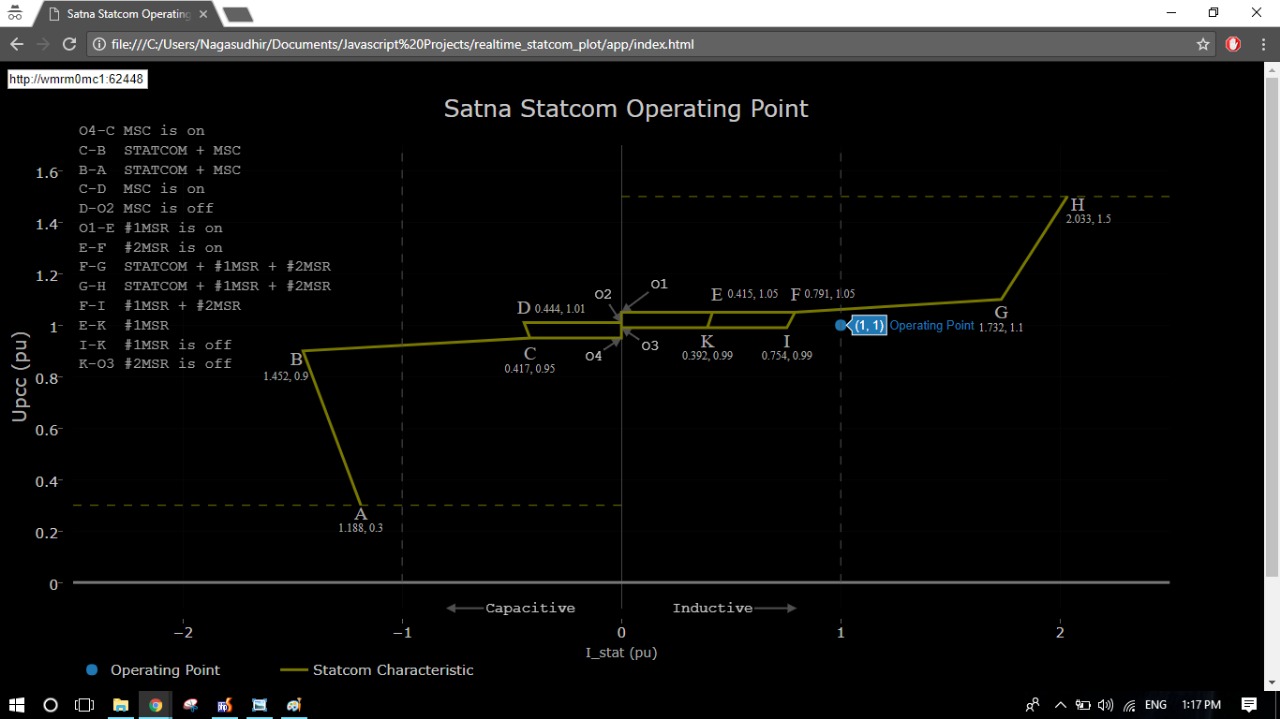 Satna Statcom Operating
file:///C:/Users/Nagasudhir/Documents/Javascript%20Projects/realtime_statcom_plot/app/index.html
http://wmrm0mc1:62448
Satna Statcom Operating Point
O4-C MSC is on
C-B STATCOM + MSC
B-A STATCOM + MSC
C-D MSC is on
D-O2 MSC is off
O1-E #1MSR is on
E-F #2MSR is on
F-G STATCOM + #1MSR + #2MSR
G-H STATCOM + #1MSR + #2MSR
F-I #1MSR + #2MSR
E-K #1MSR
I-K #1MSR is off
K-O3 #2MSR is off
Upcc (pu)
1.6
1.4
1.2
1
0.8
0.6
0.4
0.2
0
H
2.033, 1.5
O2
O1
D 0.444, 1.01
E 0.415, 1.05
F 0.791, 1.05
G
1.732, 1.1
(1, 1) Operating Point
B
1.452, 0.9
C
0.417, 0.95
O4
O3
K
0.392, 0.99
I
0.754, 0.99
A
1.188, 0.3
Capacitive
Inductive
−2
−1
0
1
2
I_stat (pu)
Operating Point
Statcom Characteristic
ENG
1:17 PM